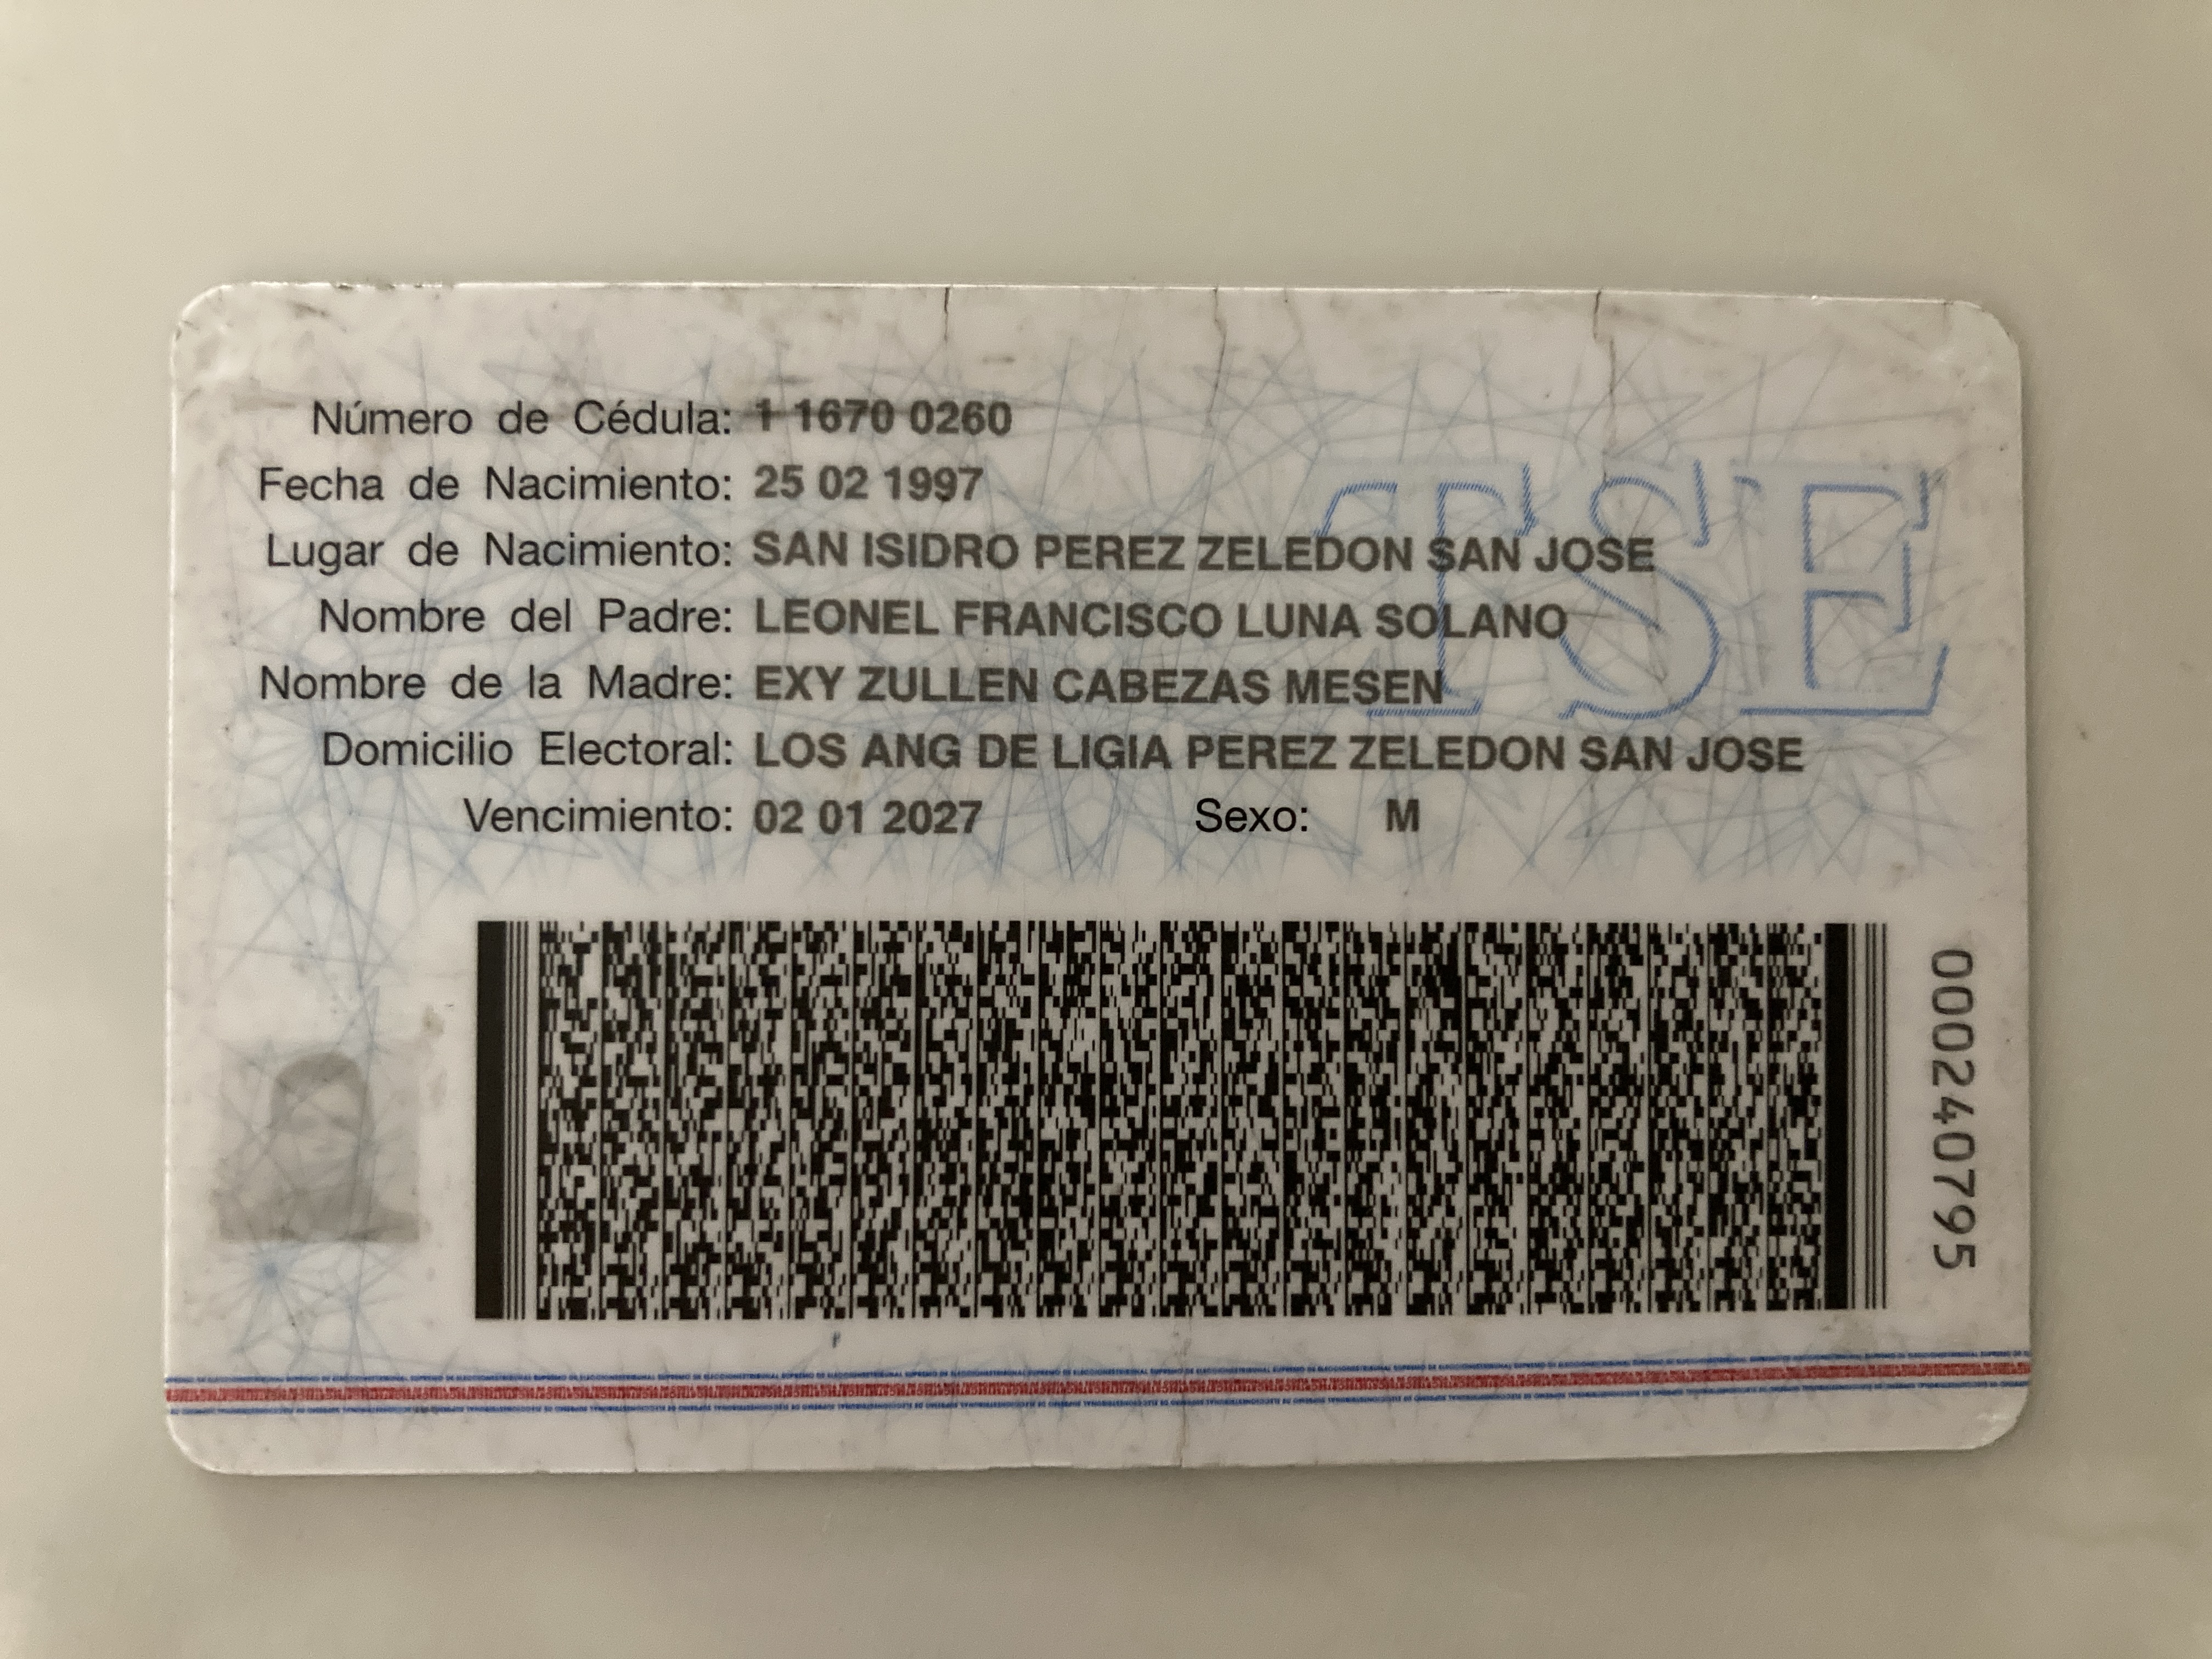 Número de Cédula: 1 1670 0260
Fecha de Nacimiento: 25 02 1997
Lugar de Nacimiento: SAN ISIDRO PEREZ ZELEDON SAN JOSE
Nombre del Padre: LEONEL FRANCISCO LUNA SOLANO
Nombre de la Madre: EXY ZULLEN CABEZAS MESEN
Domicilio Electoral: LOS ANG DE LIGIA PEREZ ZELEDON SAN JOSE
Vencimiento: 02 01 2027 Sexo: M
TSE
000240795